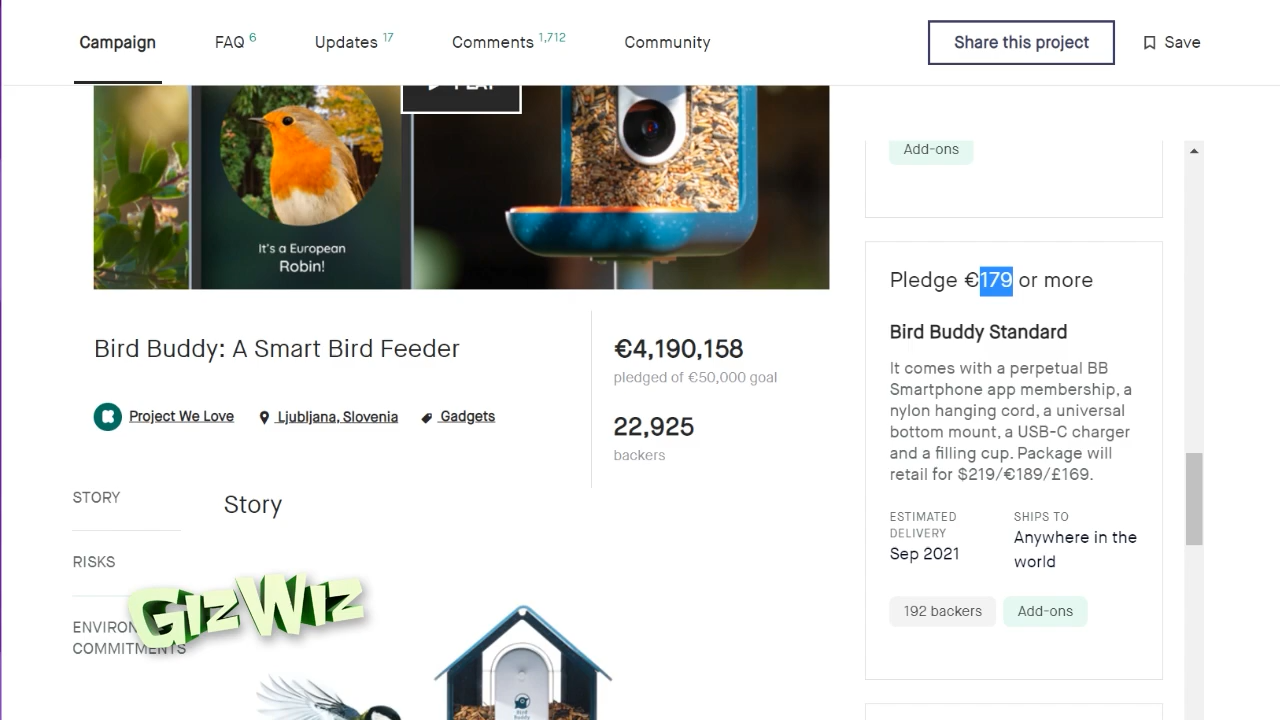 Campaign
FAQ 6
Updates 17
Comments 1,712
Community
Share this project
Save
It's a European
Robin!
Bird Buddy: A Smart Bird Feeder
Project We Love
Ljubljana, Slovenia
Gadgets
€4,190,158
pledged of €50,000 goal
22,925
backers
STORY
RISKS
COMMITMENTS
Story
GizWiz
Add-ons
Pledge €179 or more
Bird Buddy Standard
It comes with a perpetual BB
Smartphone app membership, a
nylon hanging cord, a universal
bottom mount, a USB-C charger
and a filling cup. Package will
retail for $219/€189/£169.
ESTIMATED
DELIVERY
Sep 2021
SHIPS TO
Anywhere in the
world
192 backers
Add-ons